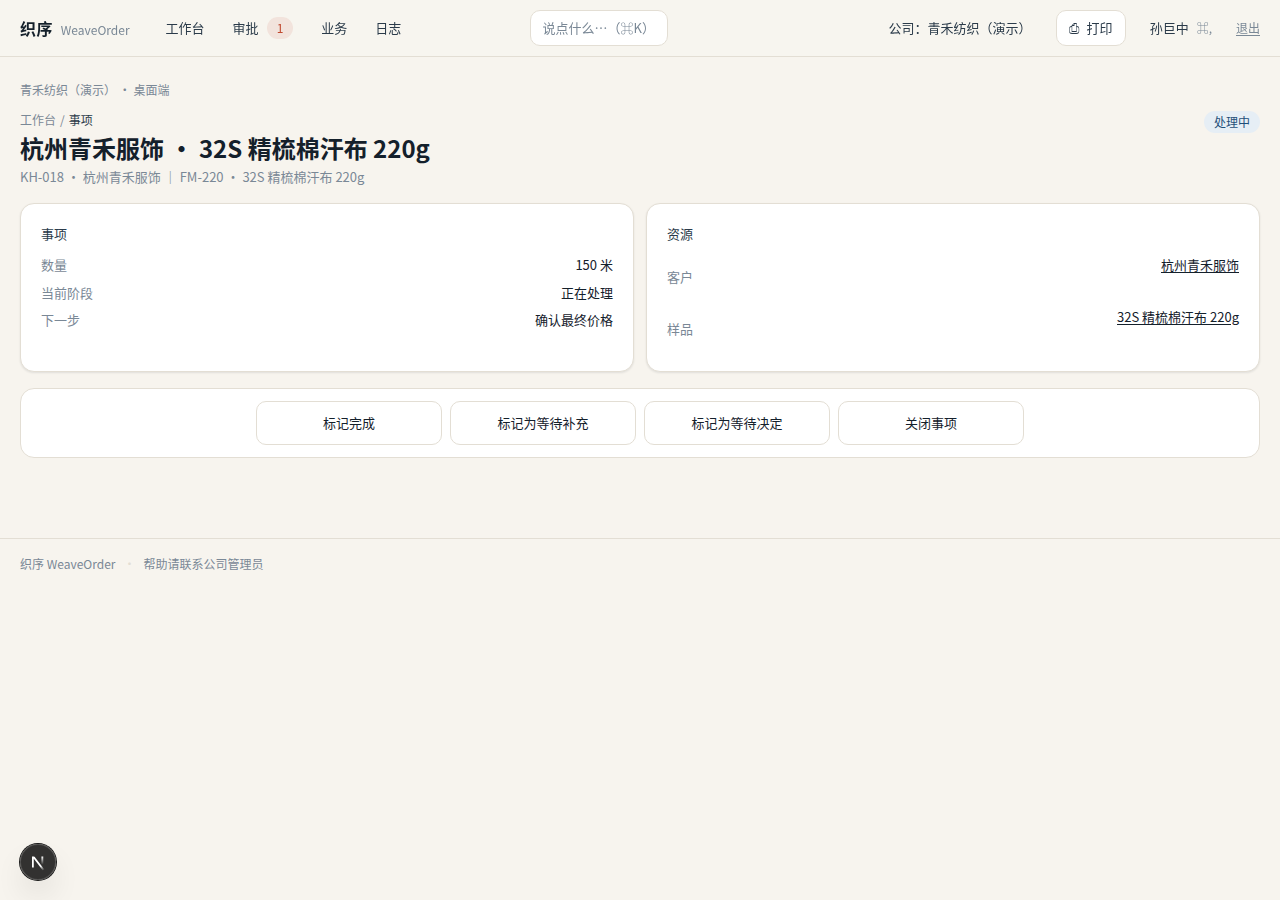 织序 WeaveOrder 工作台 审批 1 业务 日志 说点什么…（⌘K） 公司：青禾纺织（演示） 打印 孙巨中 ⌘, 退出
青禾纺织（演示） · 桌面端
工作台 / 事项
处理中
杭州青禾服饰 · 32S 精梳棉汗布 220g
KH-018 · 杭州青禾服饰 | FM-220 · 32S 精梳棉汗布 220g
事项
数量 150 米
当前阶段 正在处理
下一步 确认最终价格
资源
客户 杭州青禾服饰
样品 32S 精梳棉汗布 220g
标记完成 标记为等待补充 标记为等待决定 关闭事项
织序 WeaveOrder · 帮助请联系公司管理员
N